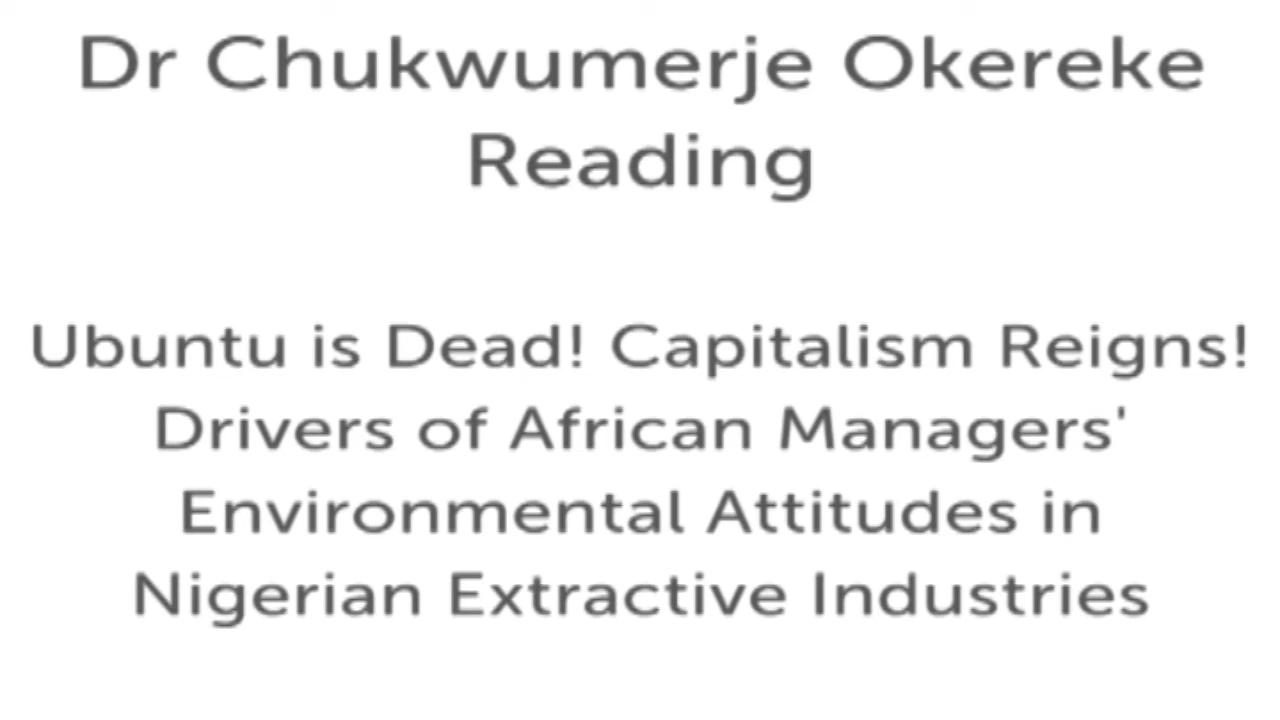 Dr Chukwumerje Okereke
Reading
Ubuntu is Dead! Capitalism Reigns!
Drivers of African Managers'
Environmental Attitudes in
Nigerian Extractive Industries